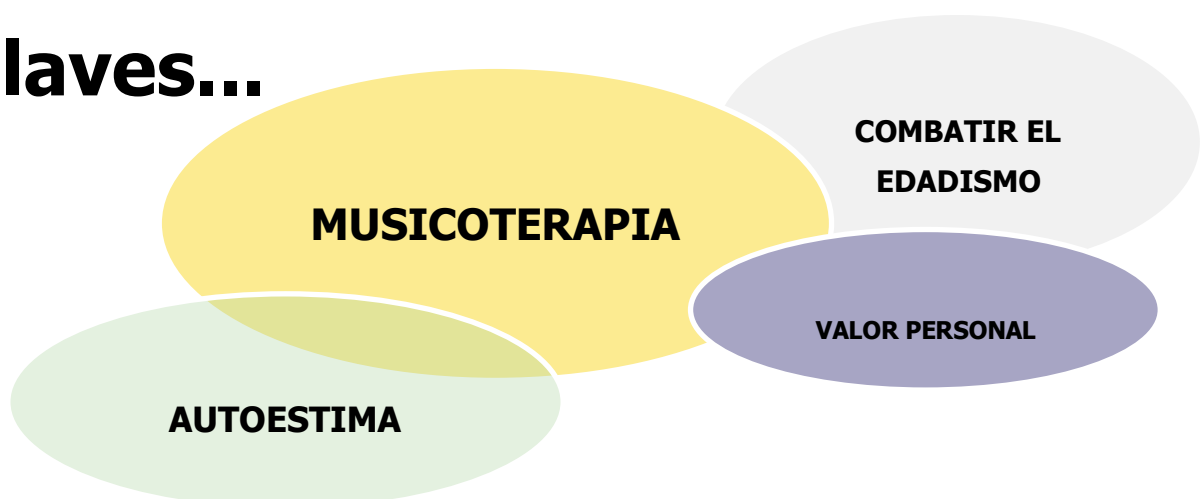 laves...
COMBATIR EL
EDADISMO
MUSICOTERAPIA
VALOR PERSONAL
AUTOESTIMA